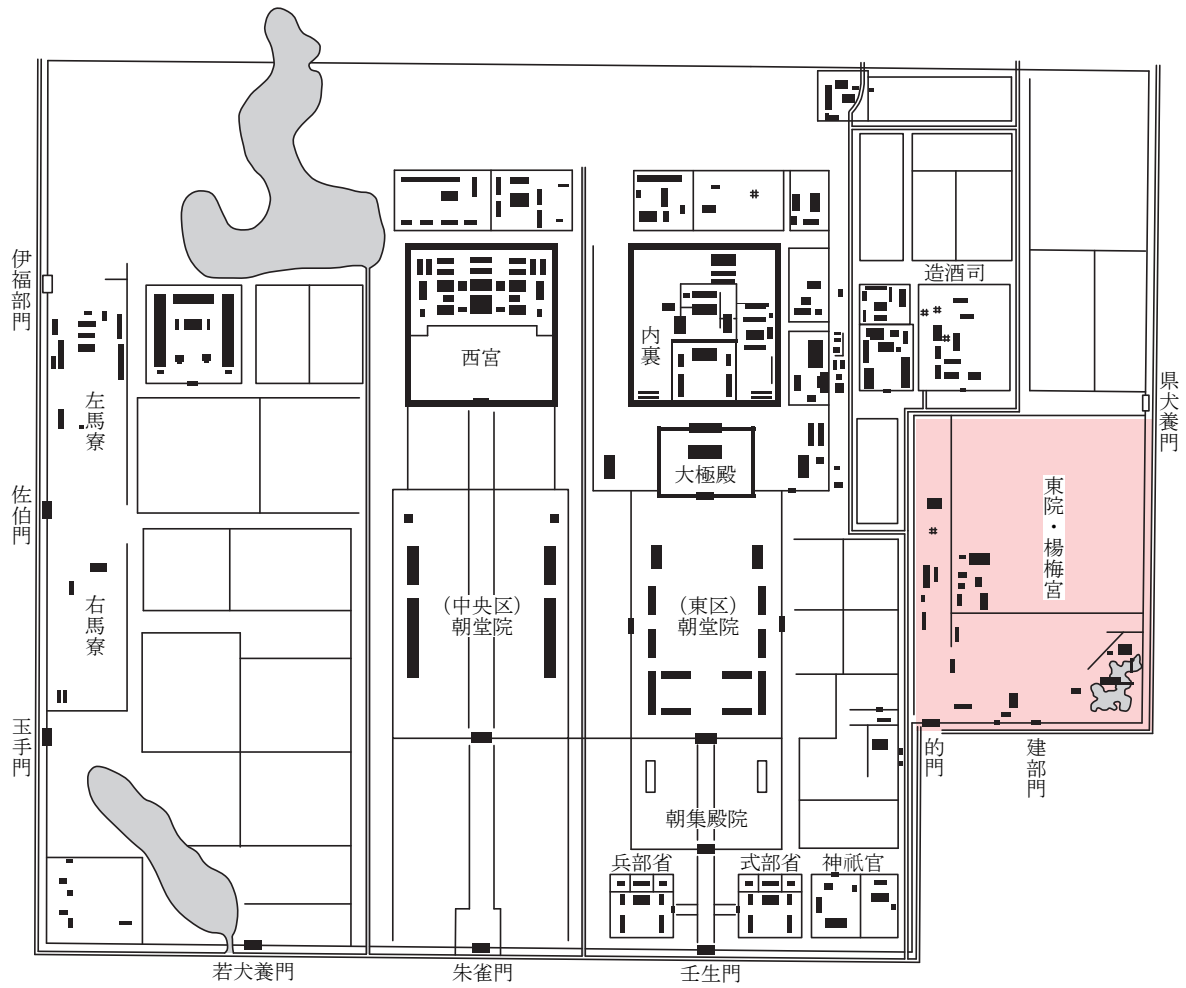 造酒司
伊福部門
内裏
西宮
県犬養門
左馬寮
大極殿
東院・楊梅宮
佐伯門
右馬寮
(中央区)
朝堂院
(東区)
朝堂院
玉手門
的門
建部門
朝集殿院
兵部省
式部省
神祇官
若犬養門
朱雀門
壬生門